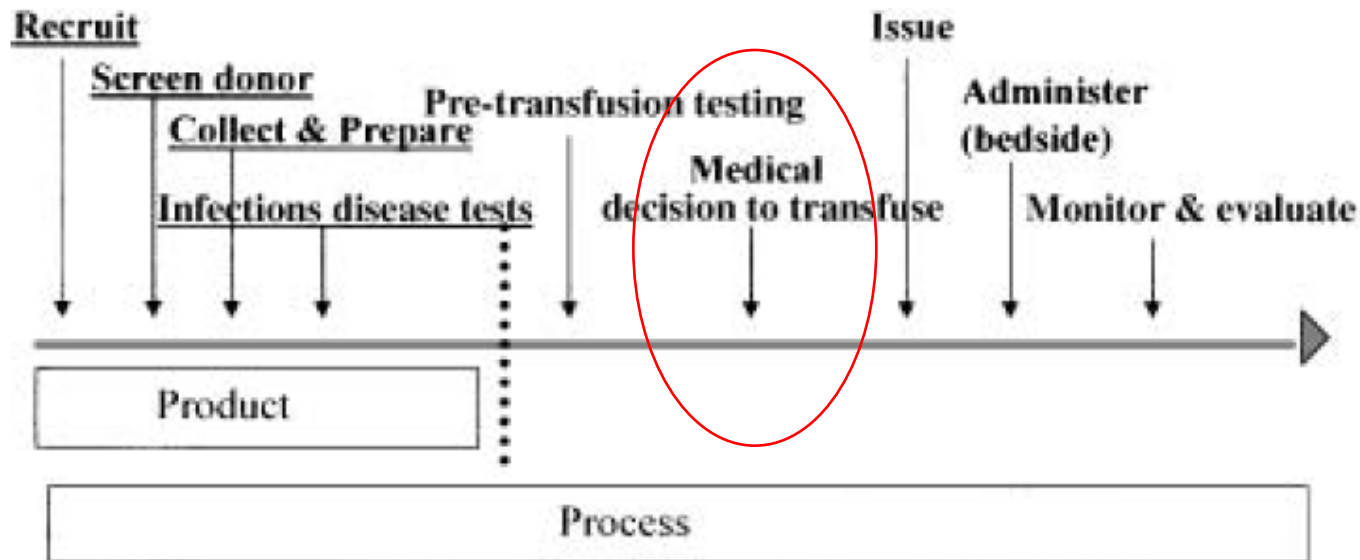 Recruit
Screen donor
Collect & Prepare
Infections disease tests
Pre-transfusion testing
Medical
decision to transfuse
Issue
Administer
(bedside)
Monitor & evaluate
Product
Process